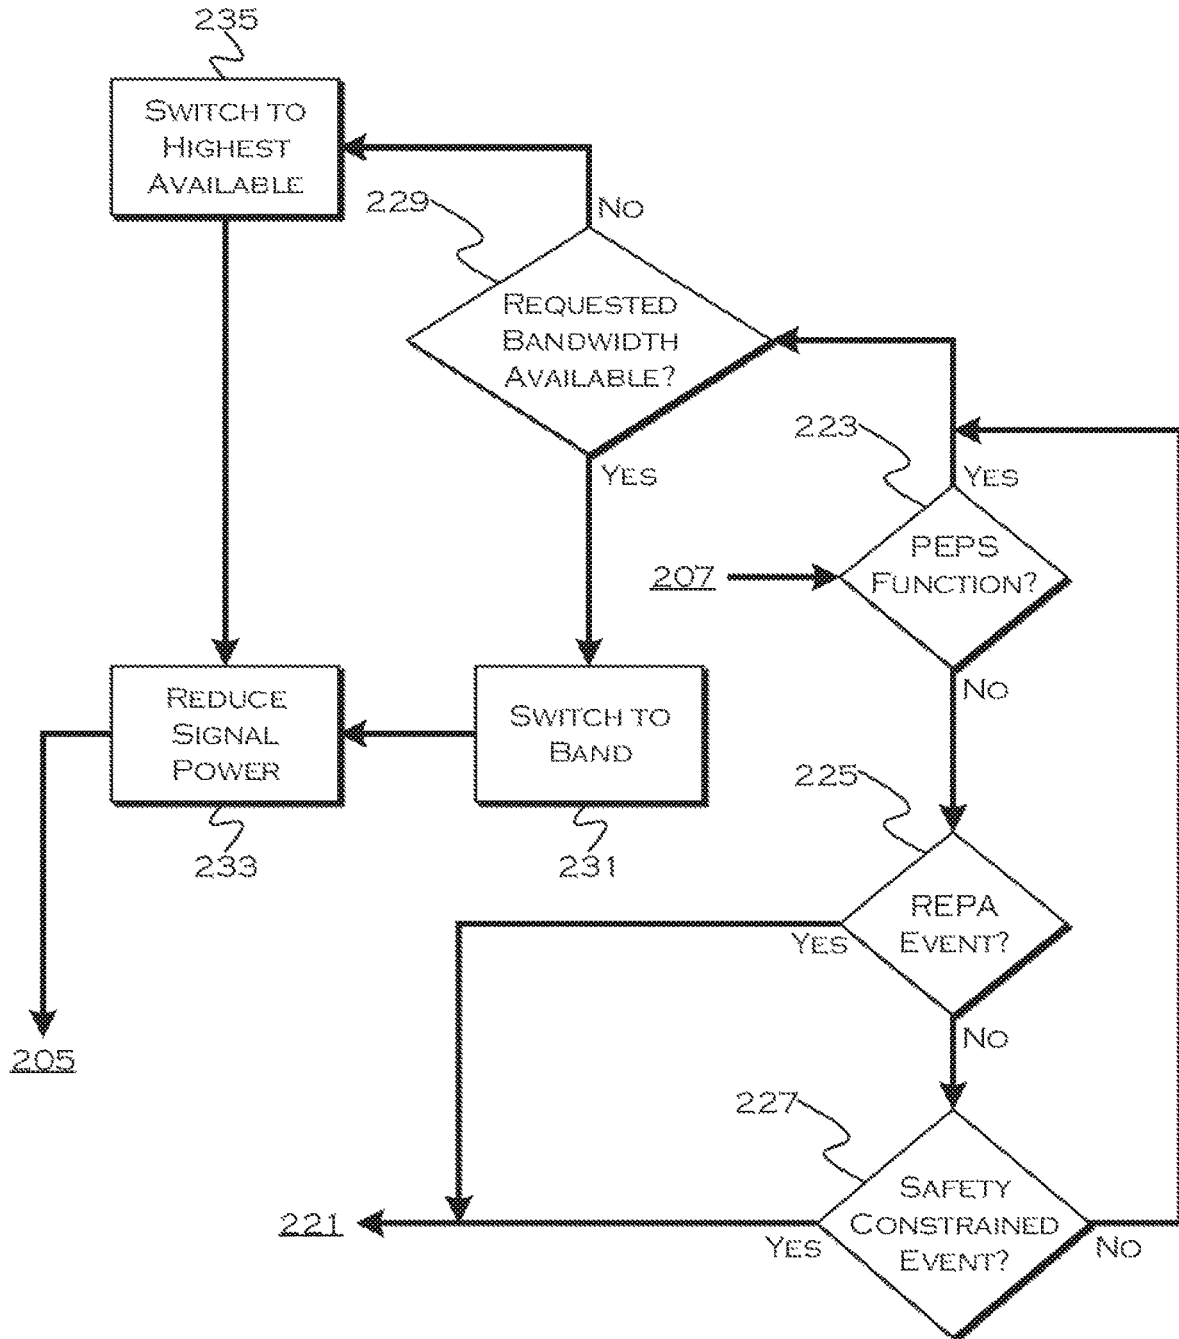 235
SWITCH TO
HIGHEST
AVAILABLE
229
NO
REQUESTED
BANDWIDTH
AVAILABLE?
YES
223
YES
PEPS
FUNCTION?
207
NO
REDUCE
SIGNAL
POWER
233
SWITCH TO
BAND
231
225
REPA
EVENT?
YES
NO
205
227
SAFETY
CONSTRAINED
EVENT?
YES
NO
221